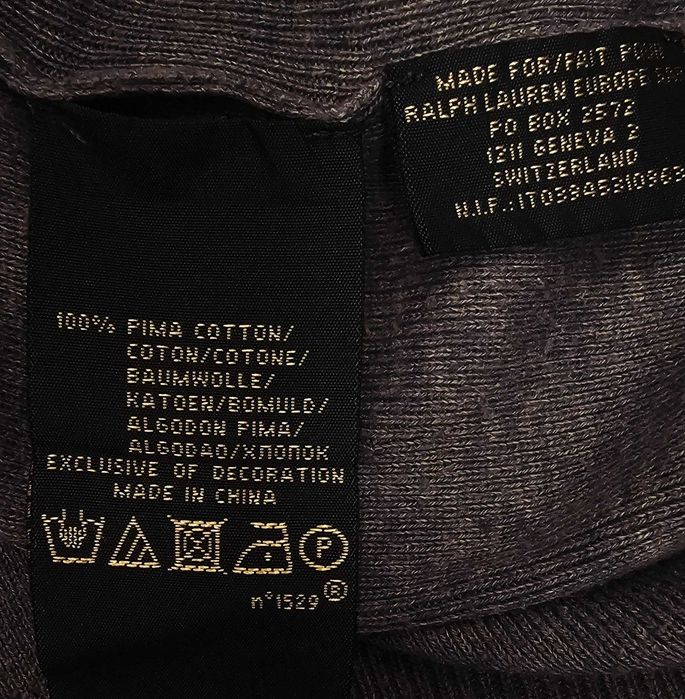 100% PIMA COTTON/
COTON/COTONE/
BAUMWOLLE/
KATOEN/BOMULD/
ALGODON PIMA/
ALGODAO/ХЛОПОК
EXCLUSIVE OF DECORATION
MADE IN CHINA
P
n°1529®
MADE FOR/FAIT POUR
RALPH LAUREN EUROPE
PO BOX 2572
1211 GENEVA 2
SWITZERLAND
N.I.F.: